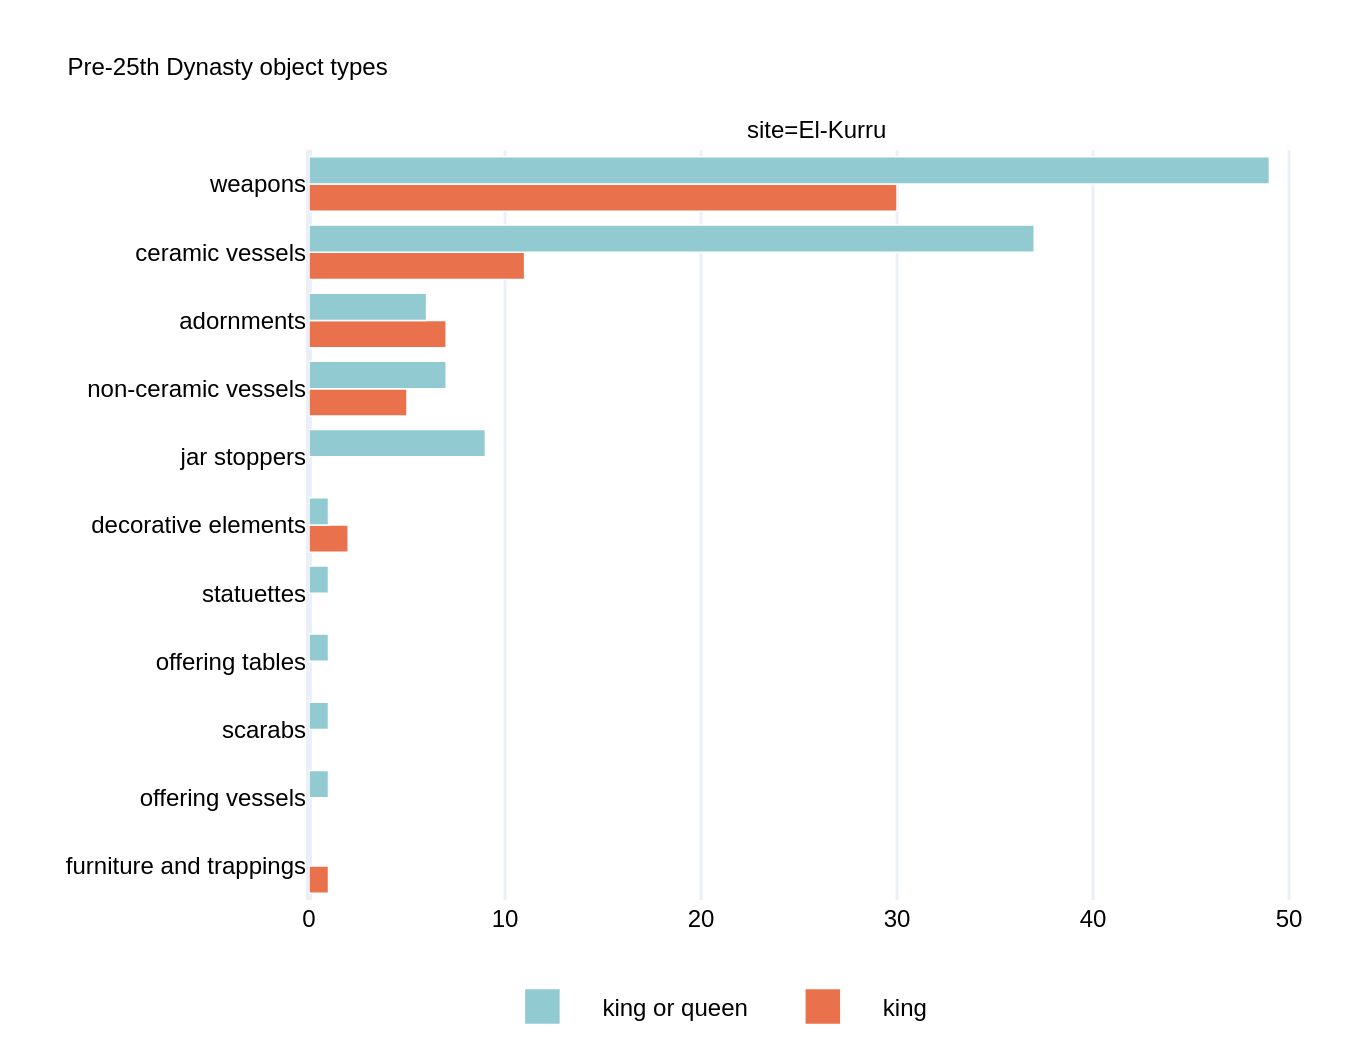 Pre-25th Dynasty object types
site=El-Kurru
weapons
ceramic vessels
adornments
non-ceramic vessels
jar stoppers
decorative elements
statuettes
offering tables
scarabs
offering vessels
furniture and trappings
0 10 20 30 40 50
king or queen king